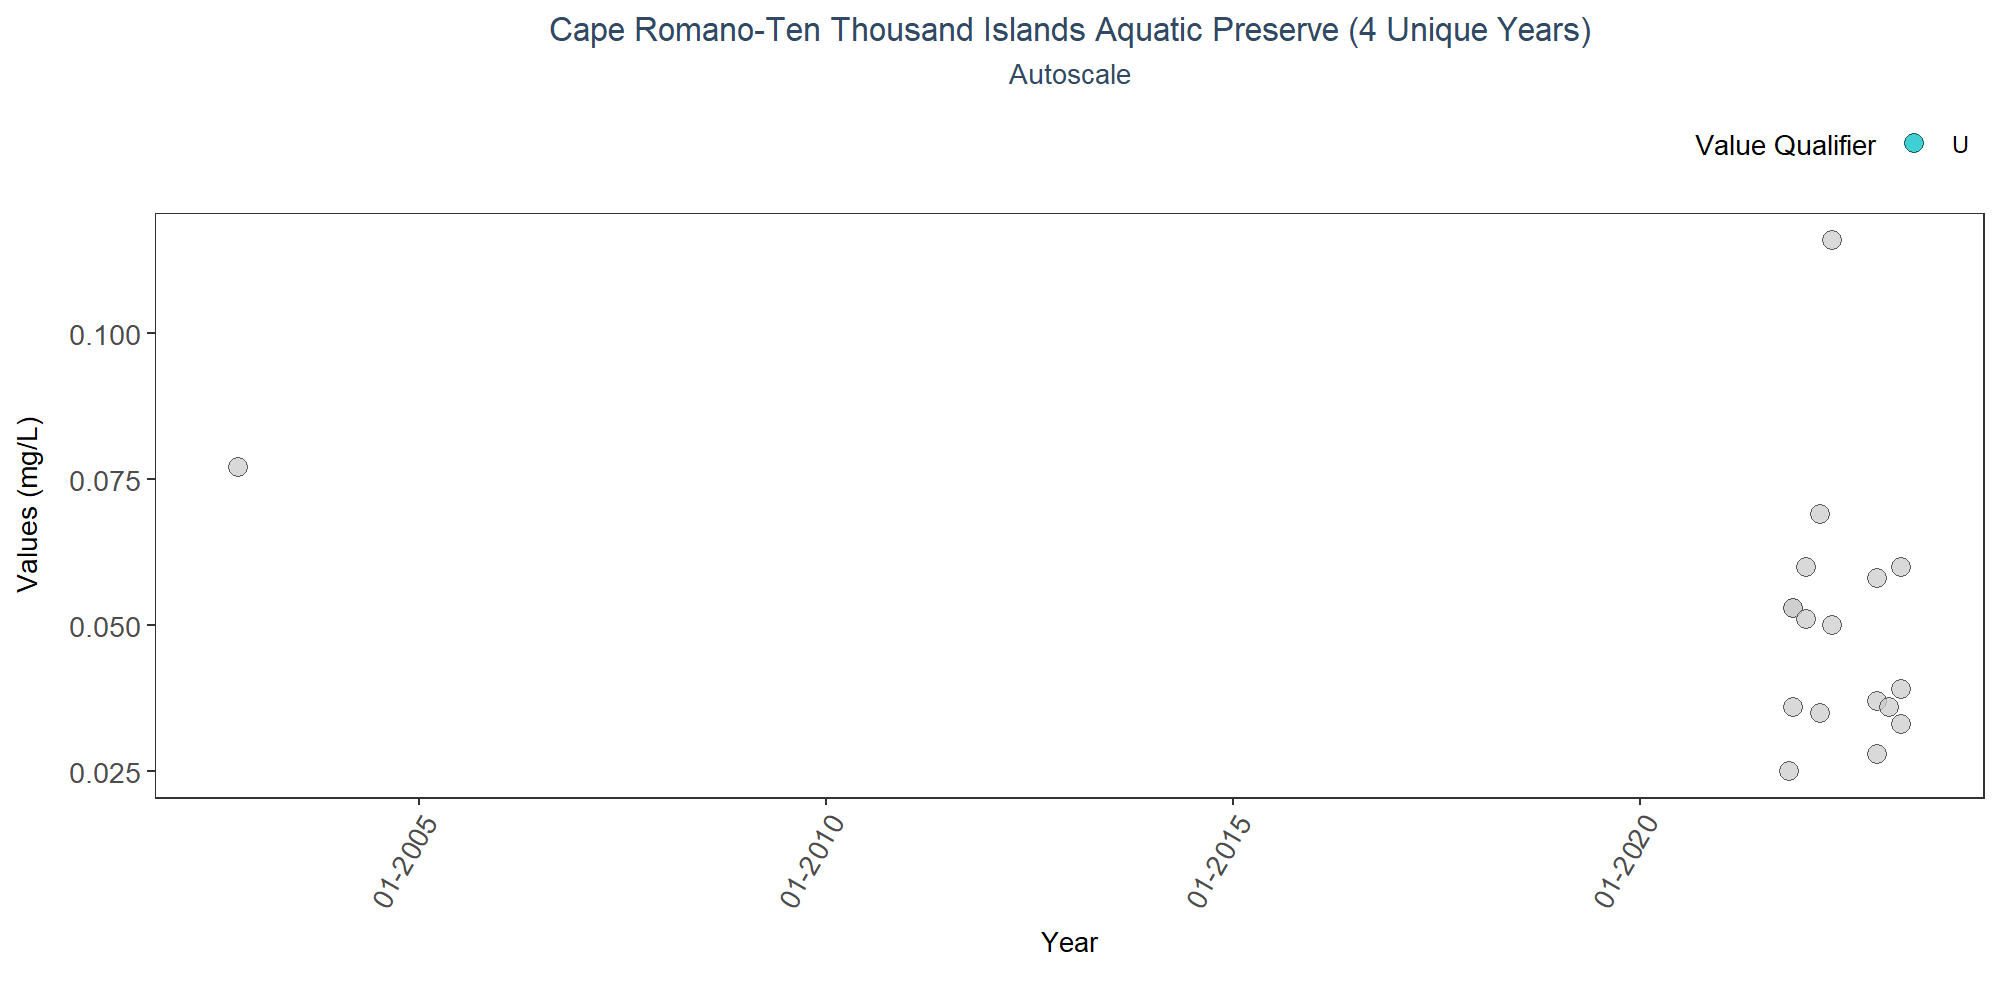 Cape Romano-Ten Thousand Islands Aquatic Preserve (4 Unique Years)
Autoscale
Value Qualifier U
0.100
0.075
0.050
0.025
Values (mg/L)
01-2005
01-2010
01-2015
01-2020
Year